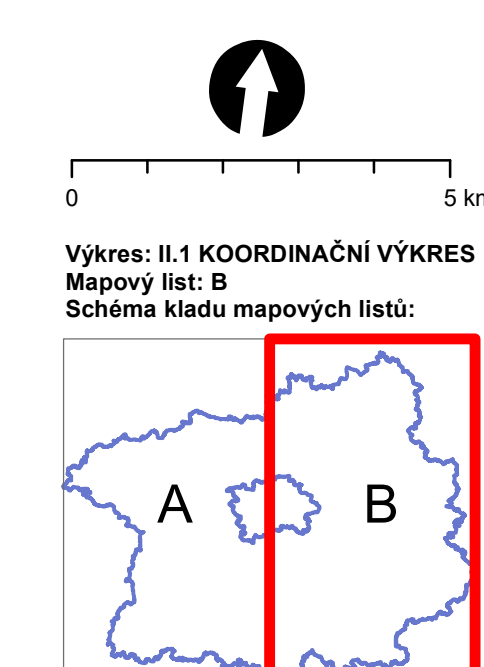 0 5 km
Výkres: II.1 KOORDINAČNÍ VÝKRES
Mapový list: B
Schéma kladu mapových listů:
A B